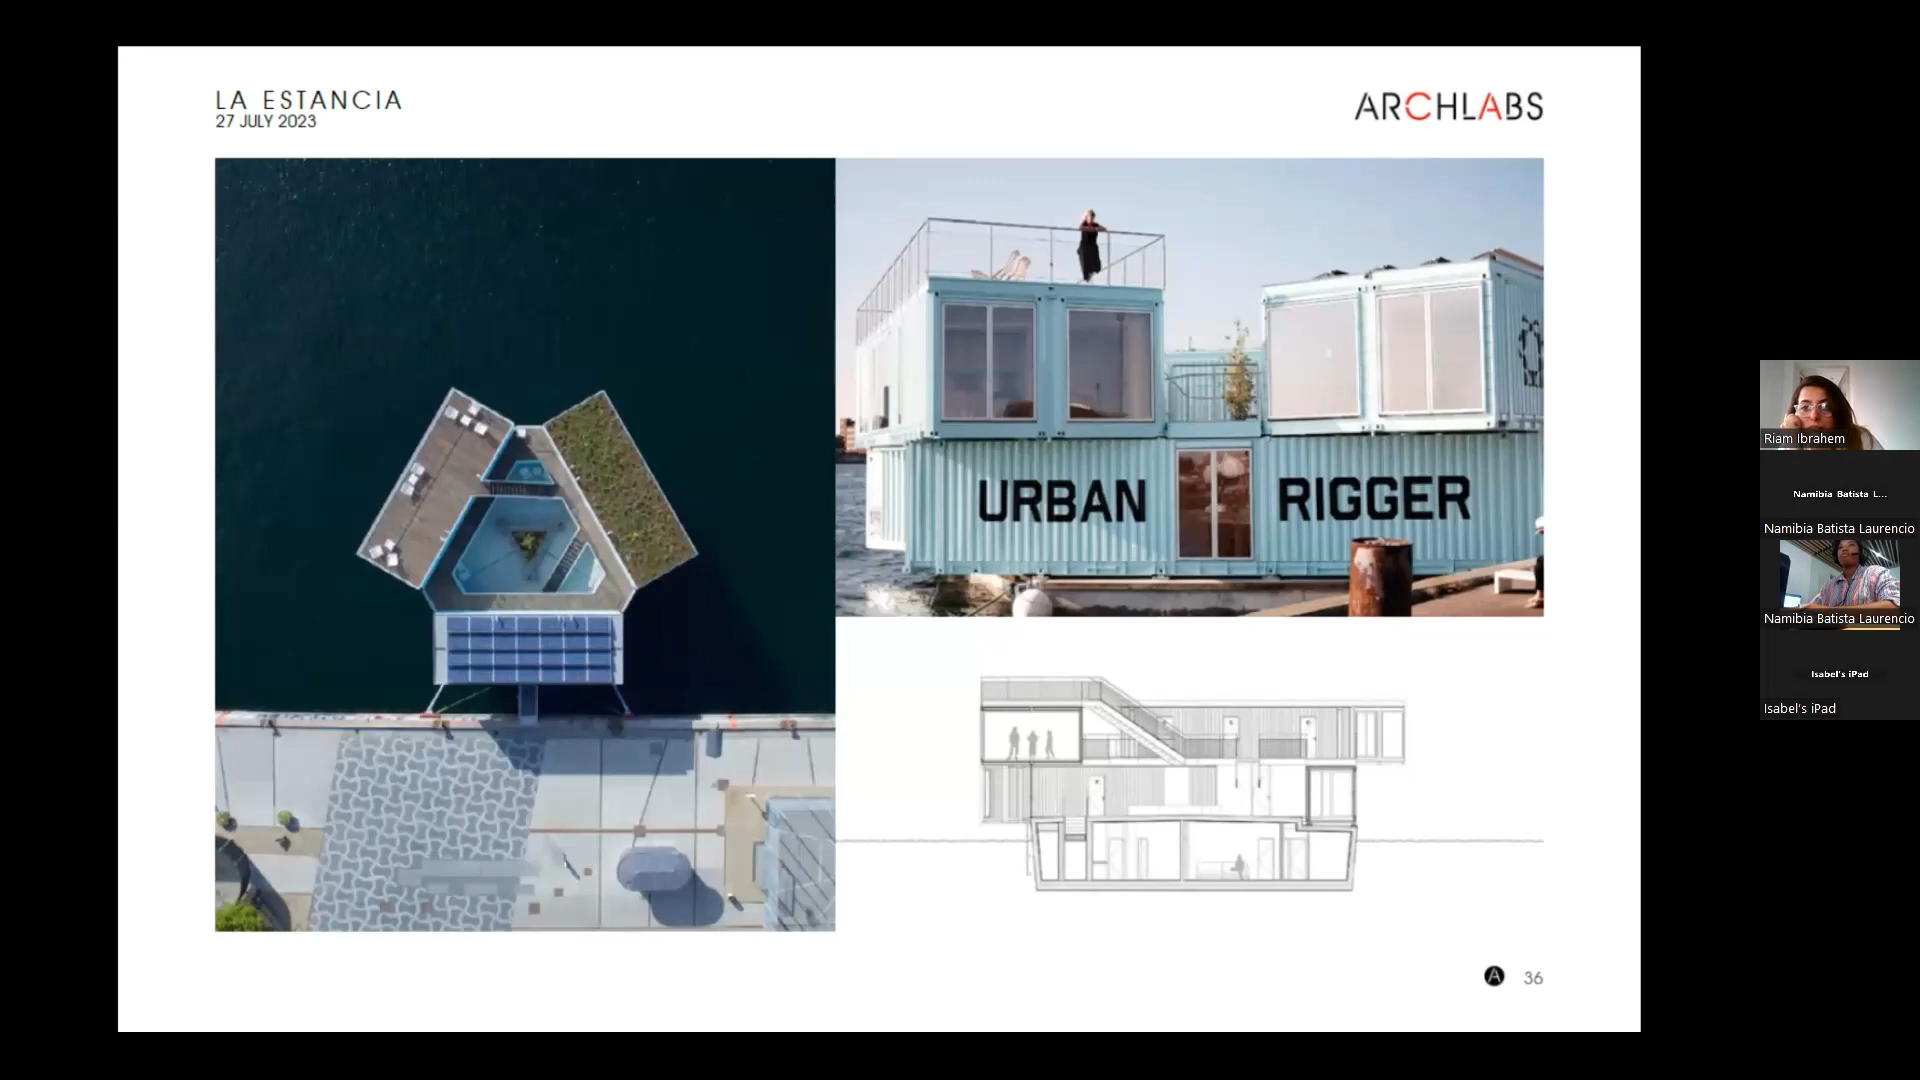 LA ESTANCIA
27 JULY 2023
ARCHLABS
URBAN RIGGER
A 36
Riam Ibrahem
Namibia Batista L...
Namibia Batista Laurencio
Namibia Batista Laurencio
Isabel's iPad
Isabel's iPad